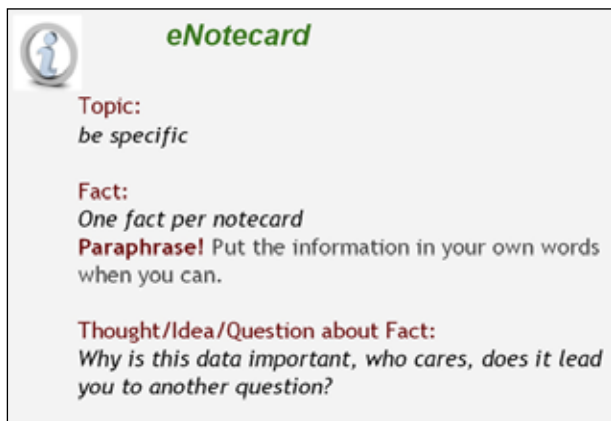 eNotecard
Topic:
be specific
Fact:
One fact per notecard
Paraphrase! Put the information in your own words
when you can.
Thought/Idea/Question about Fact:
Why is this data important, who cares, does it lead
you to another question?